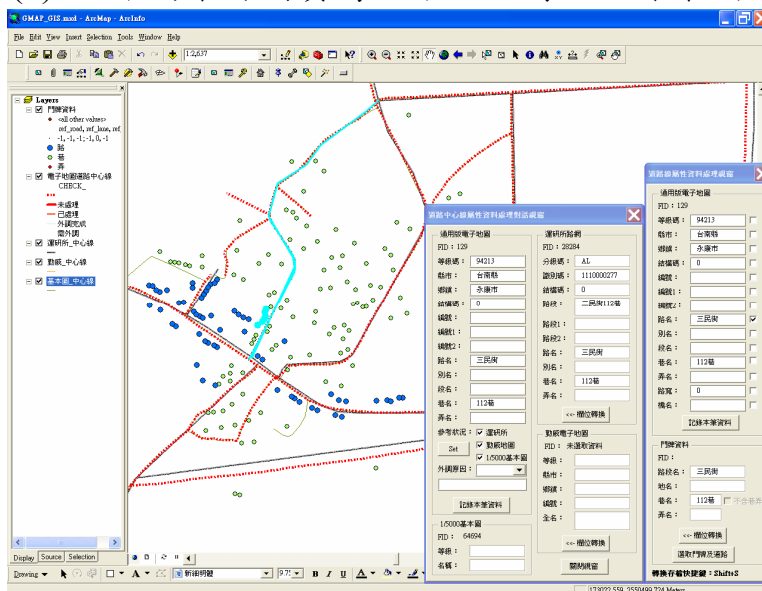 GMAP_GIS.mxd - ArcMap - ArcInfo
File Edit View Insert Selection Tools Window Help
1:2,637
Layers
門牌資料
<all other values>
ref_road, ref_lane, ref
-1, -1, -1; -1, 0, -1
路
巷
弄
電子地圖道路中心線
CHECK_
未處理
已處理
外調完成
需外調
運研所_中心線
勤崴_中心線
基本圖_中心線
Display Source Selection
Drawing
新細明體
9.75
B I U A
173022.559 2550499.724 Meters
道路中心線屬性資料處理對話視窗
通用版電子地圖
FID：129
等級碼： 94213
縣市： 台南縣
鄉鎮： 永康市
結構碼： 0
編號：
編號1：
編號2：
路名： 三民街
別名：
段名：
巷名： 112巷
弄名：
參考狀況： 運研所
Set 勤崴地圖
1/5000基本圖
外調原因：
記錄本筆資料
1/5000基本圖
FID： 64694
等級：
名稱：
運研所路網
FID：28284
分級碼： AL
識別碼： 1110000277
結構碼： 0
路段： 二民街112巷
路段1：
路段2：
路名： 三民街
別名：
巷名： 112巷
弄名：
<- 欄位轉換
勤崴電子地圖
FID： 未選取資料
等級：
縣市：
鄉鎮：
編號：
全名：
<- 欄位轉換
關閉視窗
道路線屬性資料處理視窗
通用版電子地圖
FID：129
等級碼： 94213
縣市： 台南縣
鄉鎮： 永康市
結構碼： 0
編號：
編號1：
編號2：
路名： 三民街
別名：
段名：
巷名： 112巷
弄名：
路寬： 0
橋名：
記錄本筆資料
門牌資料
FID：
路段名： 三民街
地名：
巷名： 112巷 不含巷弄
弄名：
<- 欄位轉換
選取門牌及道路
轉換存檔快捷鍵：Shift+S